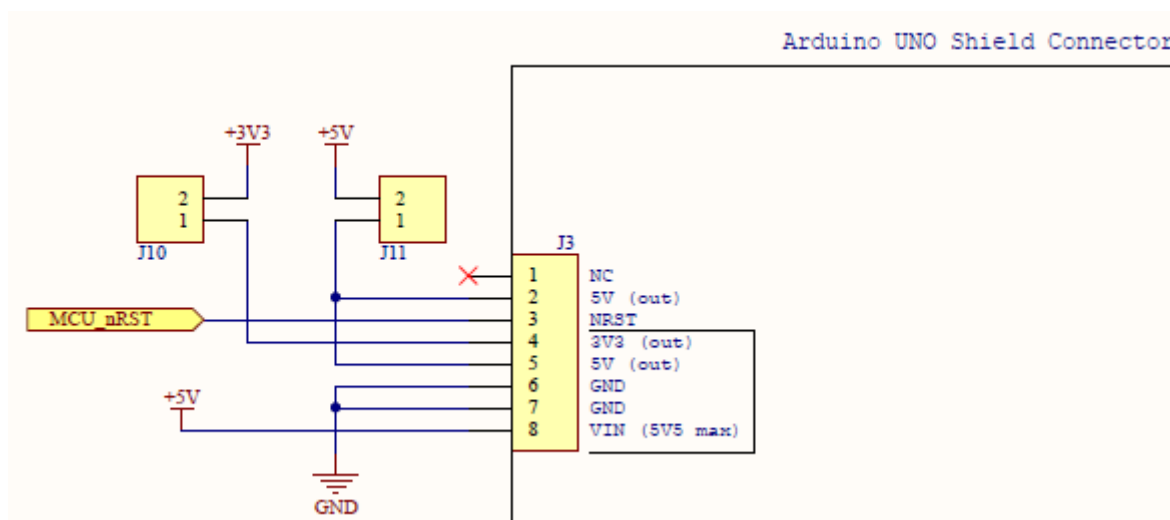 Arduino UNO Shield Connector
+3V3
+5V
2
1
J10
2
1
J11
J3
1 NC
2 5V (out)
MCU_nRST
3 NRST
4 3V3 (out)
5 5V (out)
6 GND
+5V
7 GND
8 VIN (5V5 max)
GND